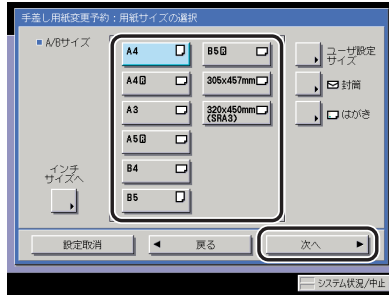 手差し用紙変更予約：用紙サイズの選択
■ A/Bサイズ
A4
B5R
ユーザ設定
サイズ
A4R
305x457mm
封筒
A3
320x450mm
(SRA3)
はがき
A5R
インチ
サイズへ
B4
B5
設定取消
◀ 戻る
次へ ▶
システム状況/中止